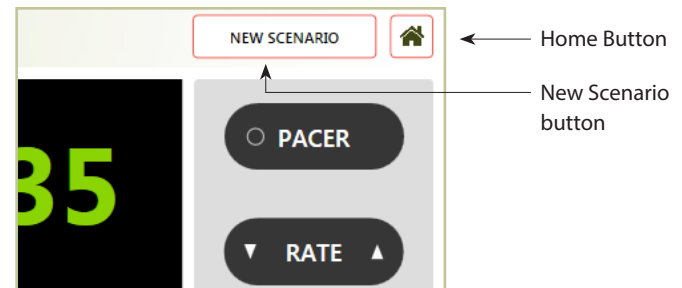 NEW SCENARIO
Home Button
New Scenario
button
PACER
35
RATE